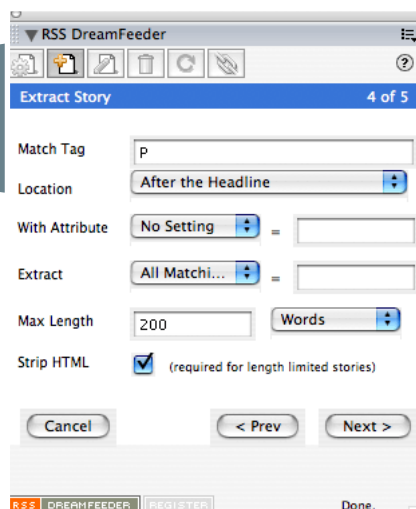 RSS DreamFeeder
Extract Story 4 of 5
Match Tag P
Location After the Headline
With Attribute No Setting =
Extract All Matchi... =
Max Length 200 Words
Strip HTML (required for length limited stories)
Cancel < Prev Next >
RSS DREAMFEEDER REGISTER Done.